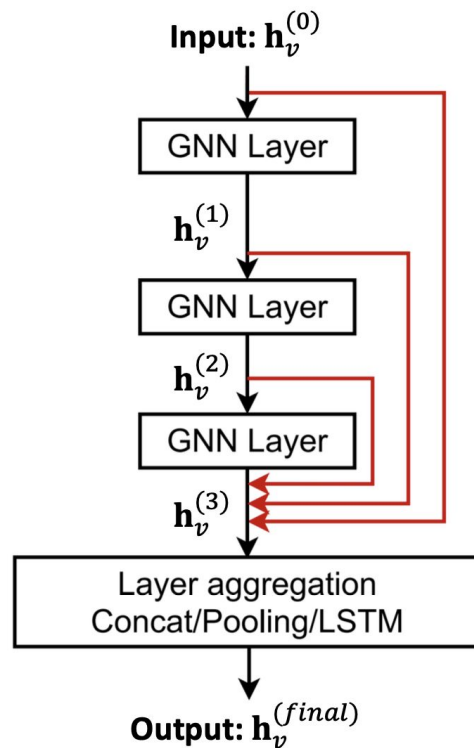 Input: 𝐡_v^(0)
GNN Layer
𝐡_v^(1)
GNN Layer
𝐡_v^(2)
GNN Layer
𝐡_v^(3)
Layer aggregation
Concat/Pooling/LSTM
Output: 𝐡_v^(final)